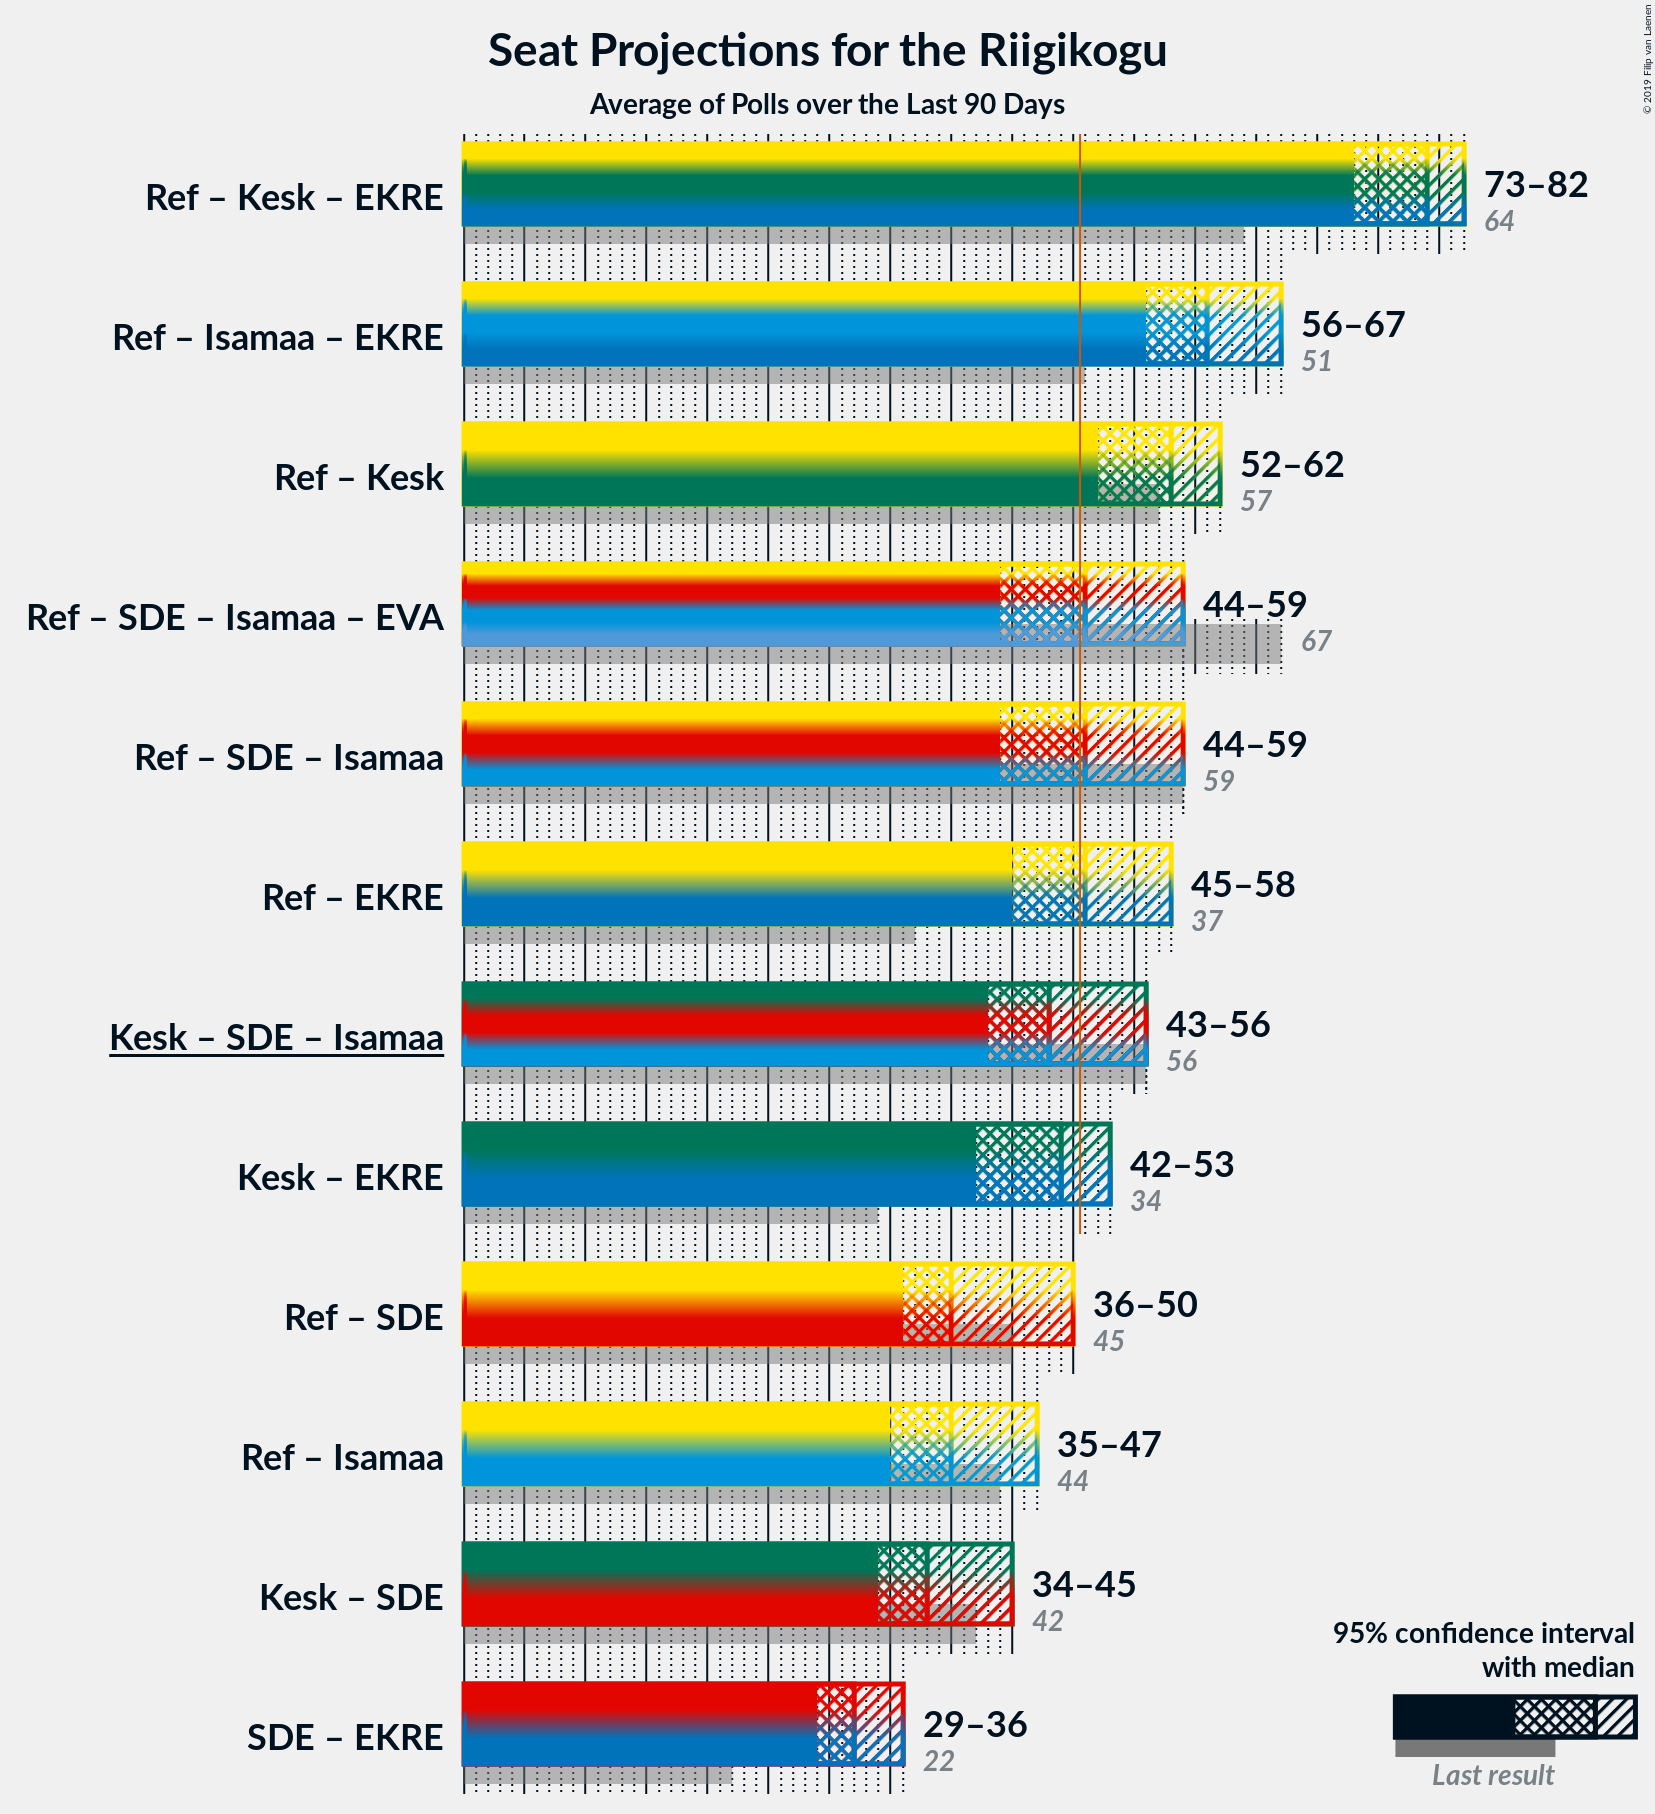 Seat Projections for the Riigikogu
Average of Polls over the Last 90 Days
© 2019 Filip van Laenen
Ref – Kesk – EKRE
73–82
64
Ref – Isamaa – EKRE
56–67
51
Ref – Kesk
52–62
57
Ref – SDE – Isamaa – EVA
44–59
67
Ref – SDE – Isamaa
44–59
59
Ref – EKRE
45–58
37
Kesk – SDE – Isamaa
43–56
56
Kesk – EKRE
42–53
34
Ref – SDE
36–50
45
Ref – Isamaa
35–47
44
Kesk – SDE
34–45
42
SDE – EKRE
29–36
22
95% confidence interval
with median
Last result